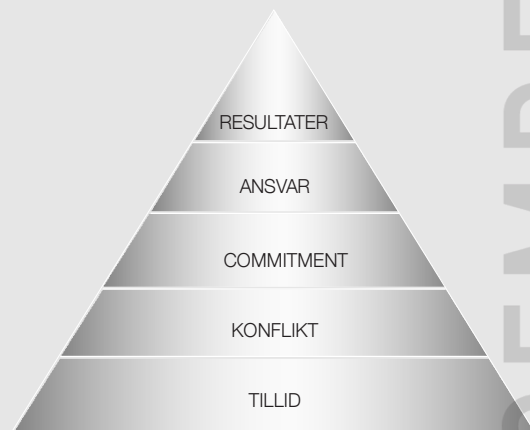 RESULTATER
ANSVAR
COMMITMENT
KONFLIKT
TILLID